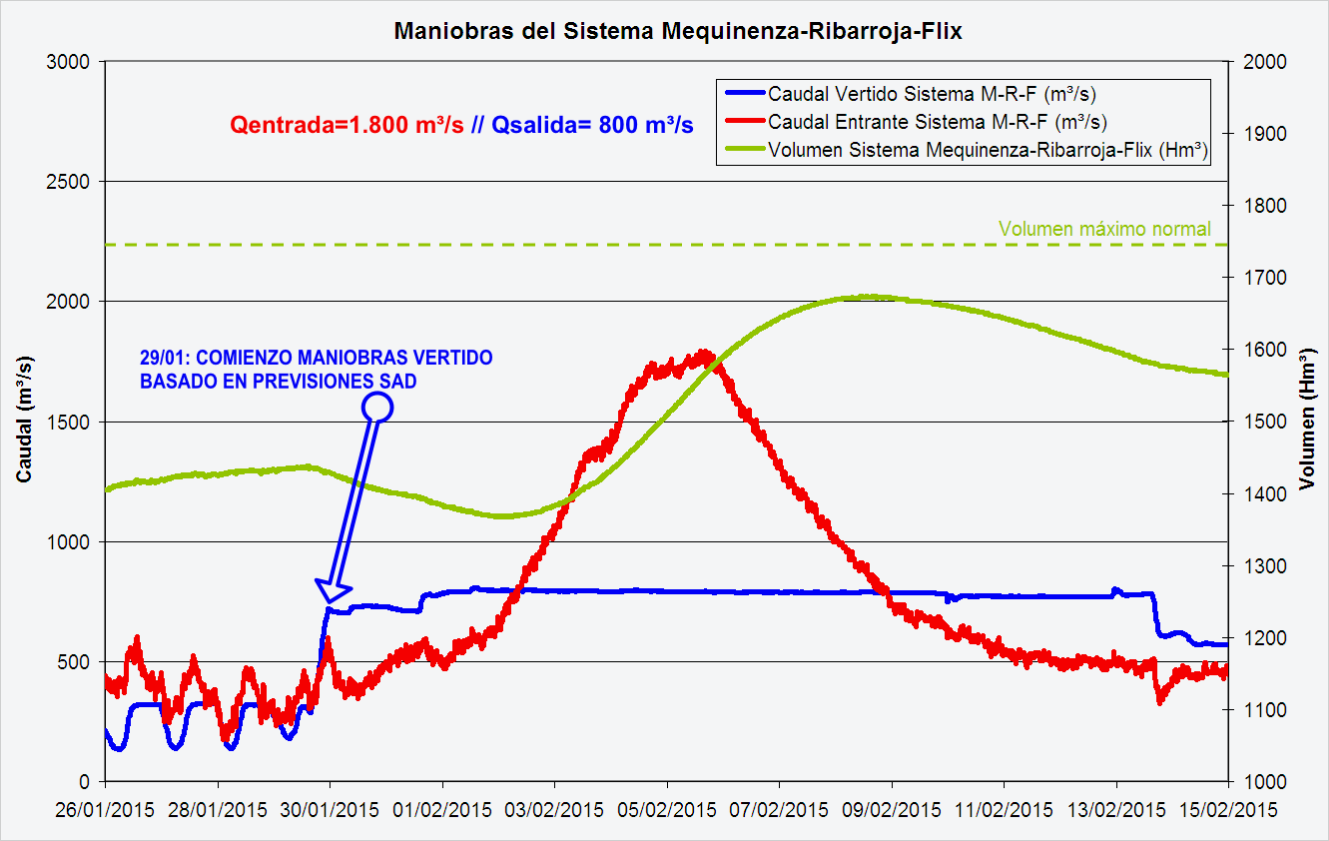 Maniobras del Sistema Mequinenza-Ribarroja-Flix
3000
2500
2000
1500
1000
500
0
Caudal (m³/s)
Qentrada=1.800 m³/s // Qsalida= 800 m³/s
Caudal Vertido Sistema M-R-F (m³/s)
Caudal Entrante Sistema M-R-F (m³/s)
Volumen Sistema Mequinenza-Ribarroja-Flix (Hm³)
Volumen máximo normal
29/01: COMIENZO MANIOBRAS VERTIDO
BASADO EN PREVISIONES SAD
2000
1900
1800
1700
1600
1500
1400
1300
1200
1100
1000
Volumen (Hm³)
26/01/2015 28/01/2015 30/01/2015 01/02/2015 03/02/2015 05/02/2015 07/02/2015 09/02/2015 11/02/2015 13/02/2015 15/02/2015